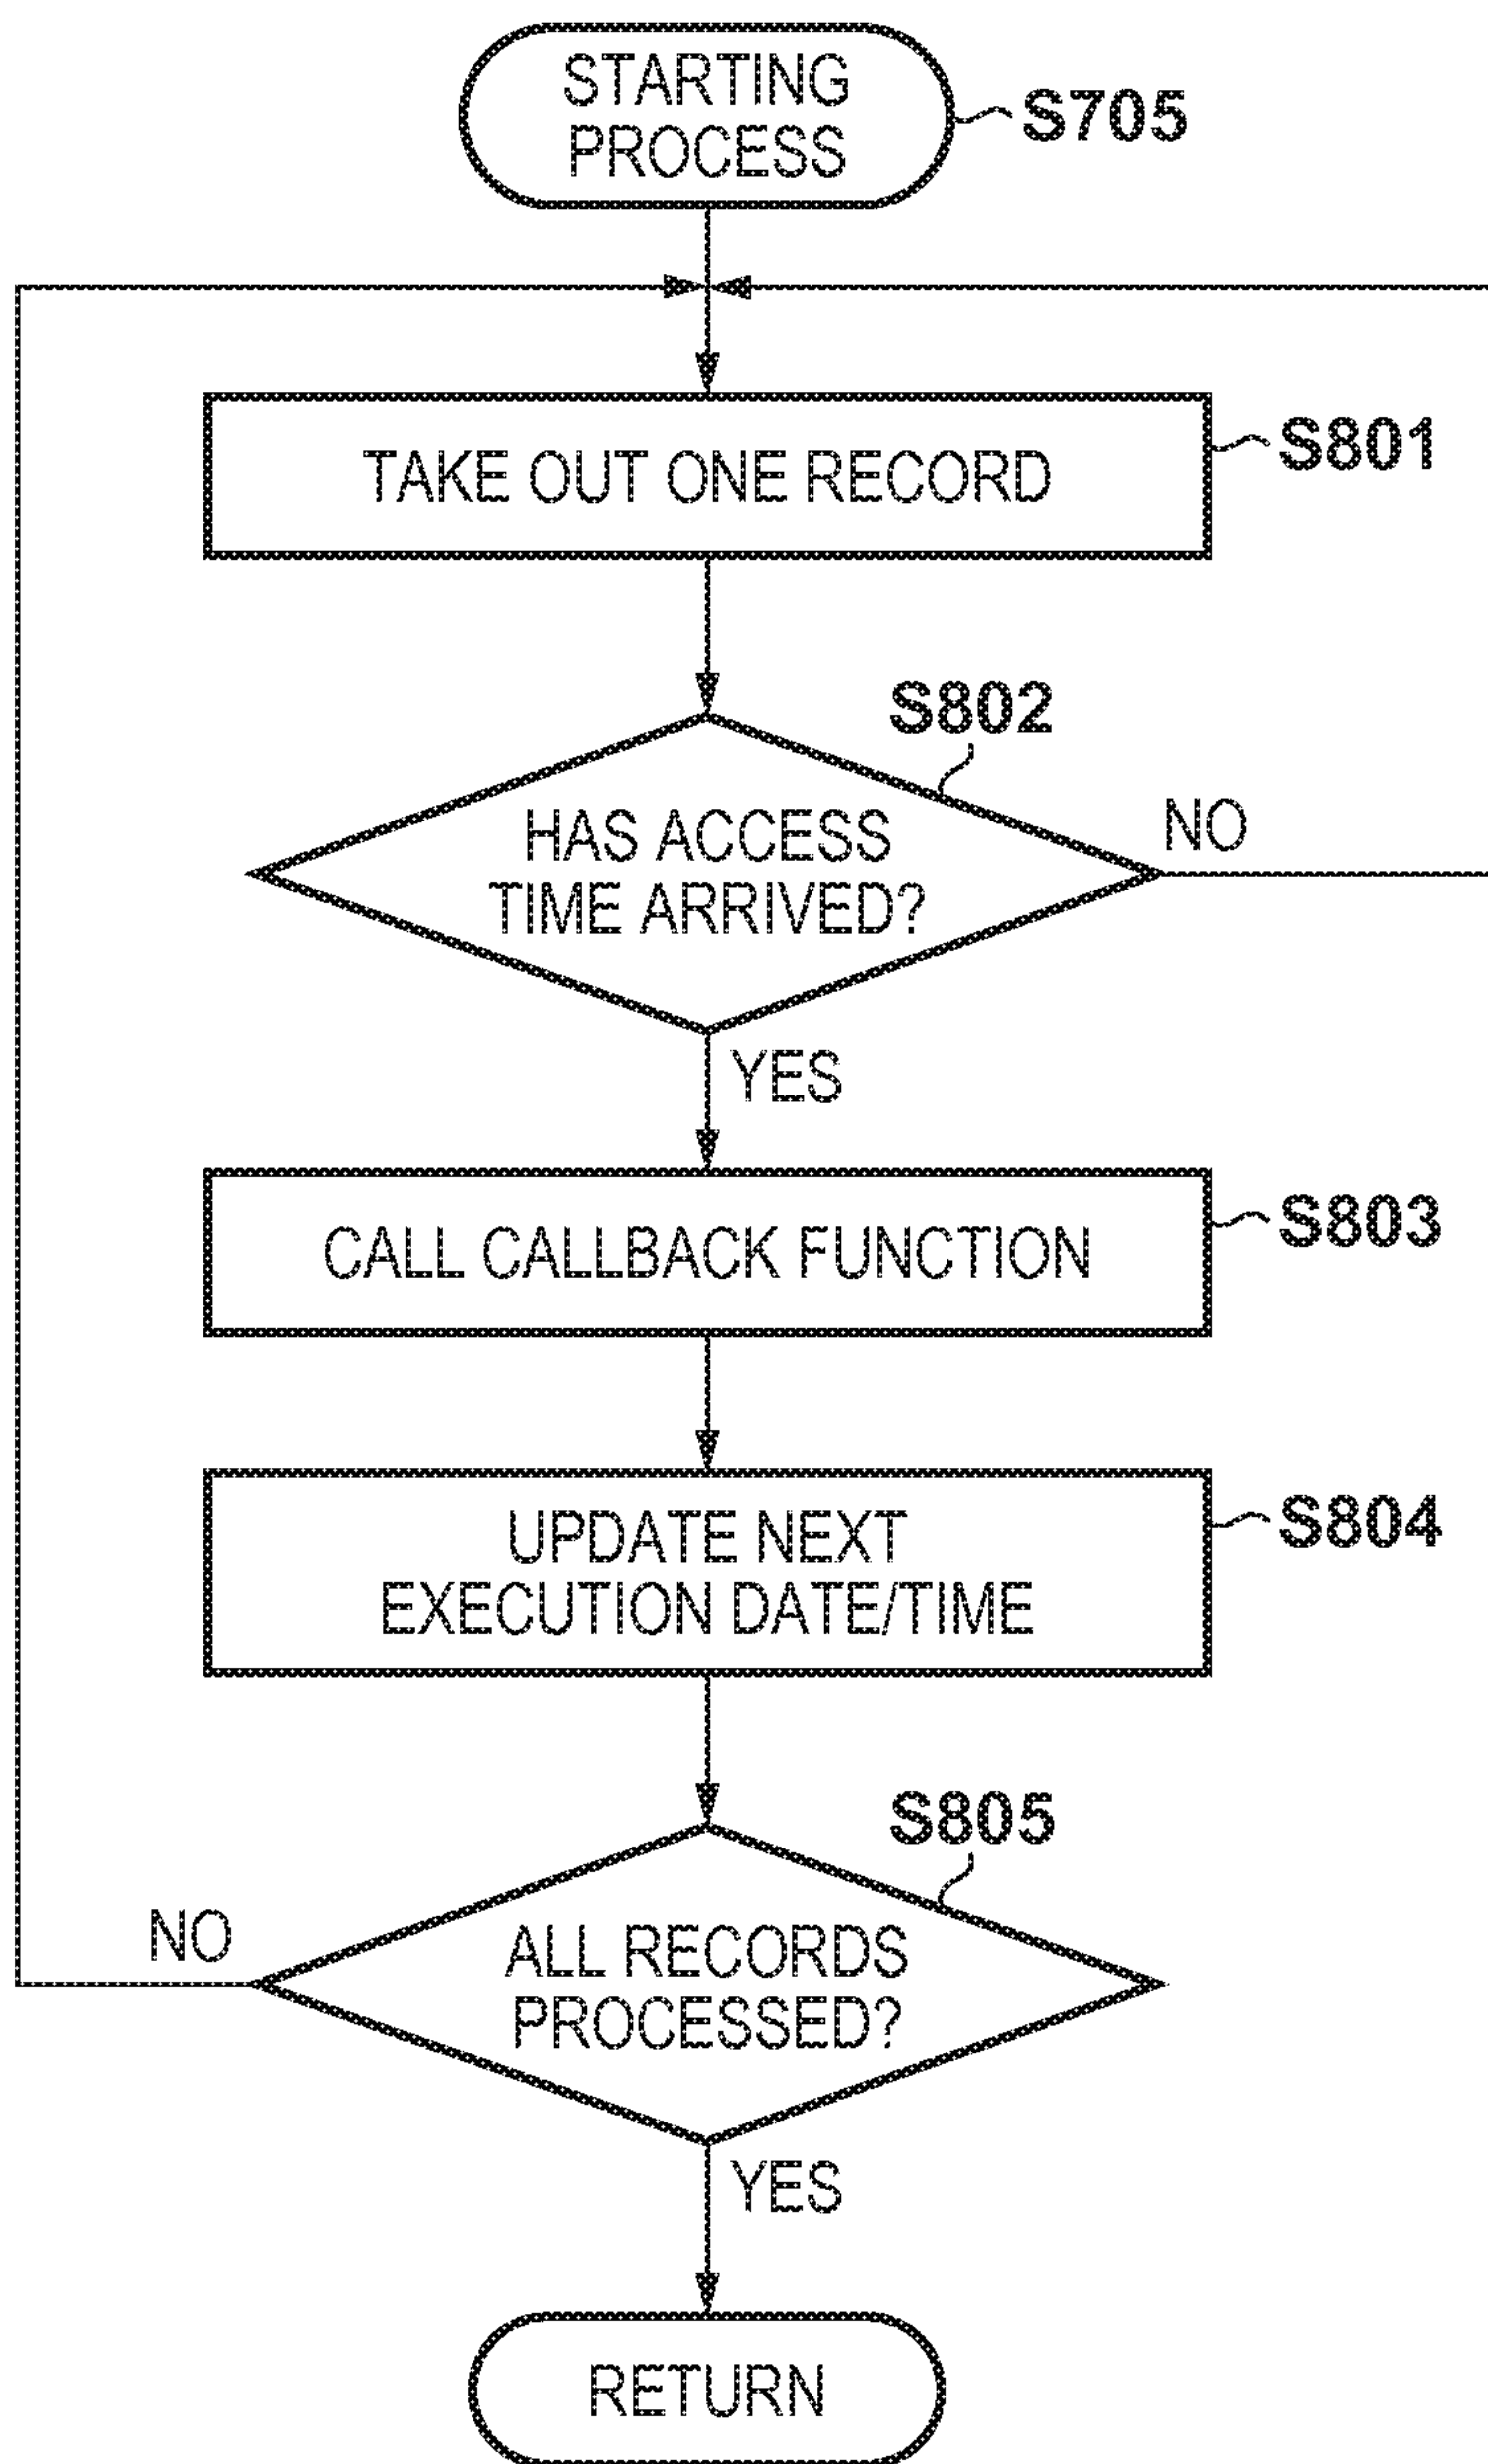 STARTING
PROCESS
S705
TAKE OUT ONE RECORD
S801
S802
HAS ACCESS
TIME ARRIVED?
NO
YES
CALL CALLBACK FUNCTION
S803
UPDATE NEXT
EXECUTION DATE/TIME
S804
S805
ALL RECORDS
PROCESSED?
NO
YES
RETURN